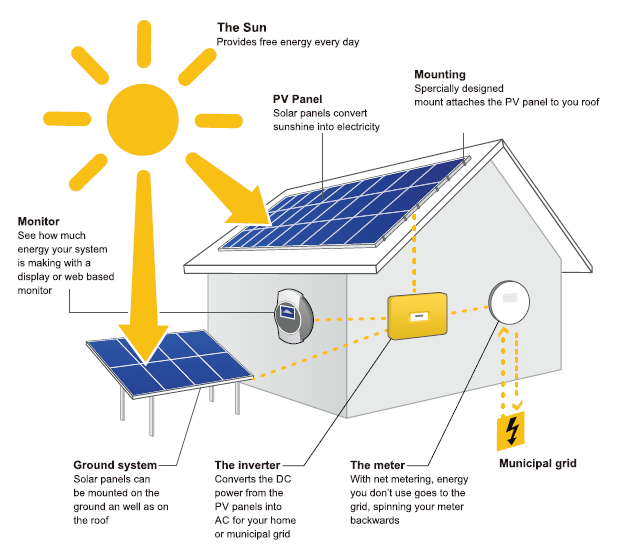 The Sun
Provides free energy every day
Mounting
Spercially designed
mount attaches the PV panel to you roof
PV Panel
Solar panels convert
sunshine into electricity
Monitor
See how much
energy your system
is making with a
display or web based
monitor
Ground system
Solar panels can
be mounted on the
ground an well as on
the roof
The inverter
Converts the DC
power from the
PV panels into
AC for your home
or municipal grid
The meter
With net metering, energy
you don't use goes to the
grid, spinning your meter
backwards
Municipal grid